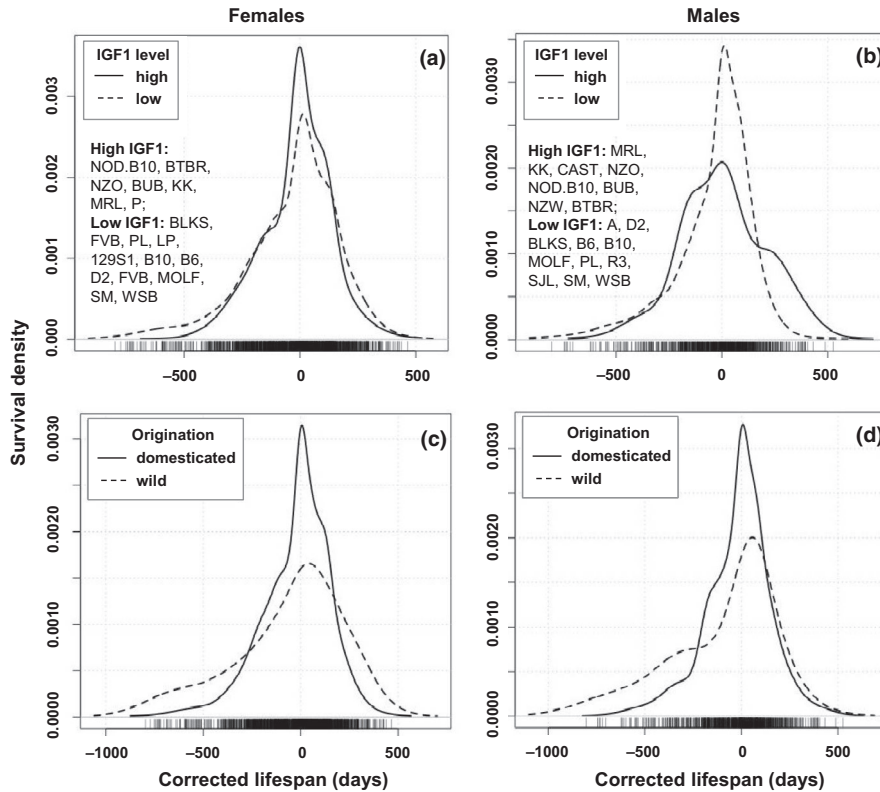 Females
Males
IGF1 level
high
low
(a)
High IGF1:
NOD.B10, BTBR,
NZO, BUB, KK,
MRL, P;
Low IGF1: BLKS,
FVB, PL, LP,
129S1, B10, B6,
D2, FVB, MOLF,
SM, WSB
0.000
0.001
0.002
0.003
–500
0
500
IGF1 level
high
low
(b)
High IGF1: MRL,
KK, CAST, NZO,
NOD.B10, BUB,
NZW, BTBR;
Low IGF1: A, D2,
BLKS, B6, B10,
MOLF, PL, R3,
SJL, SM, WSB
0.0000
0.0010
0.0020
0.0030
–500
0
500
Survival density
Origination
domesticated
wild
(c)
0.0000
0.0010
0.0020
0.0030
–1000
–500
0
500
Corrected lifespan (days)
Origination
domesticated
wild
(d)
0.0000
0.0010
0.0020
0.0030
–1000
–500
0
500
Corrected lifespan (days)